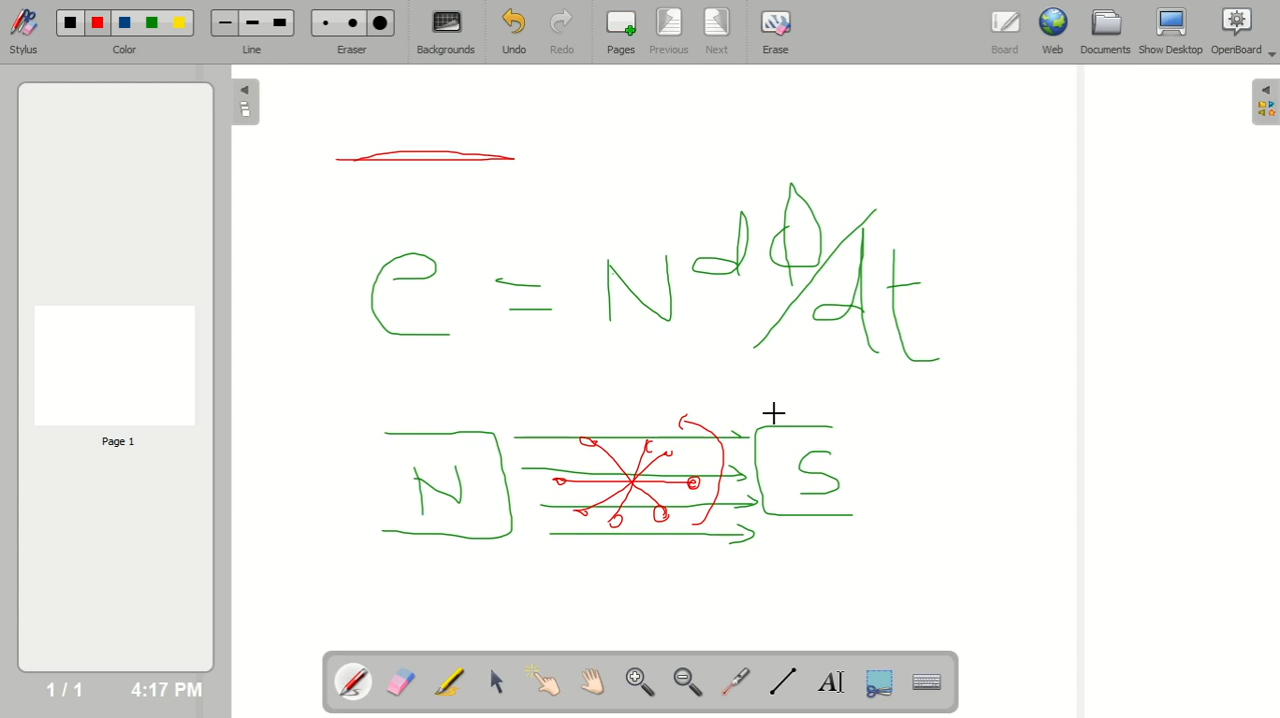 Stylus Color Line Eraser Backgrounds Undo Redo Pages Previous Next Erase Board Web Documents Show Desktop OpenBoard
e = N dϕ/dt
N S
Page 1
1 / 1 4:17 PM